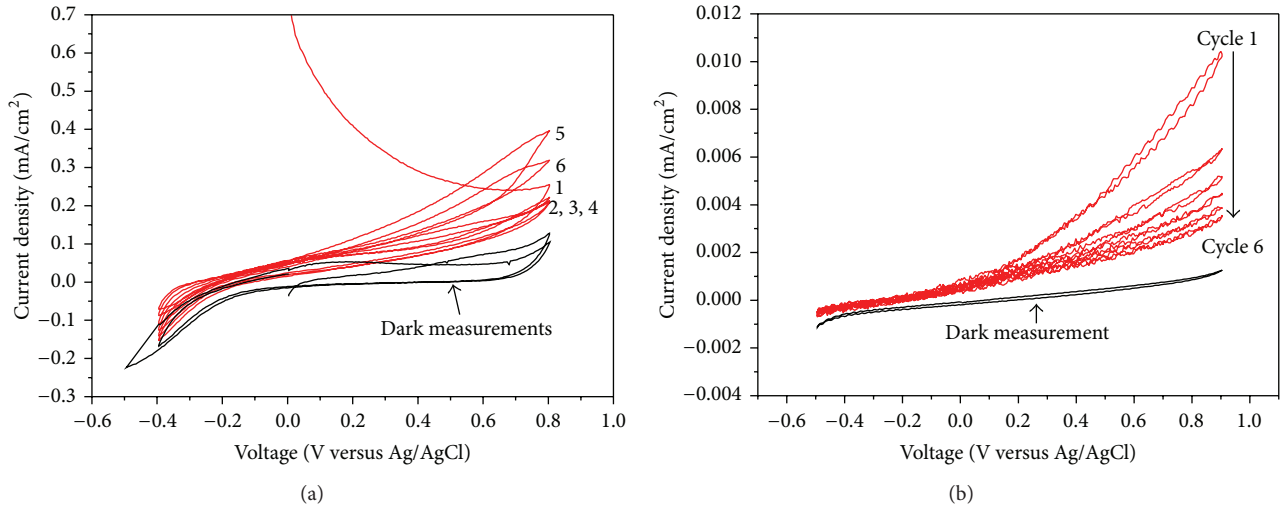 0.7
0.6
0.5
0.4
0.3
0.2
0.1
0.0
−0.1
−0.2
−0.3
Current density (mA/cm²)
5
6
1
2, 3, 4
Dark measurements
−0.6 −0.4 −0.2 0.0 0.2 0.4 0.6 0.8 1.0
Voltage (V versus Ag/AgCl)
(a)
0.012
0.010
0.008
0.006
0.004
0.002
0.000
−0.002
−0.004
Current density (mA/cm²)
Cycle 1
Cycle 6
Dark measurement
−0.6 −0.4 −0.2 0.0 0.2 0.4 0.6 0.8 1.0
Voltage (V versus Ag/AgCl)
(b)